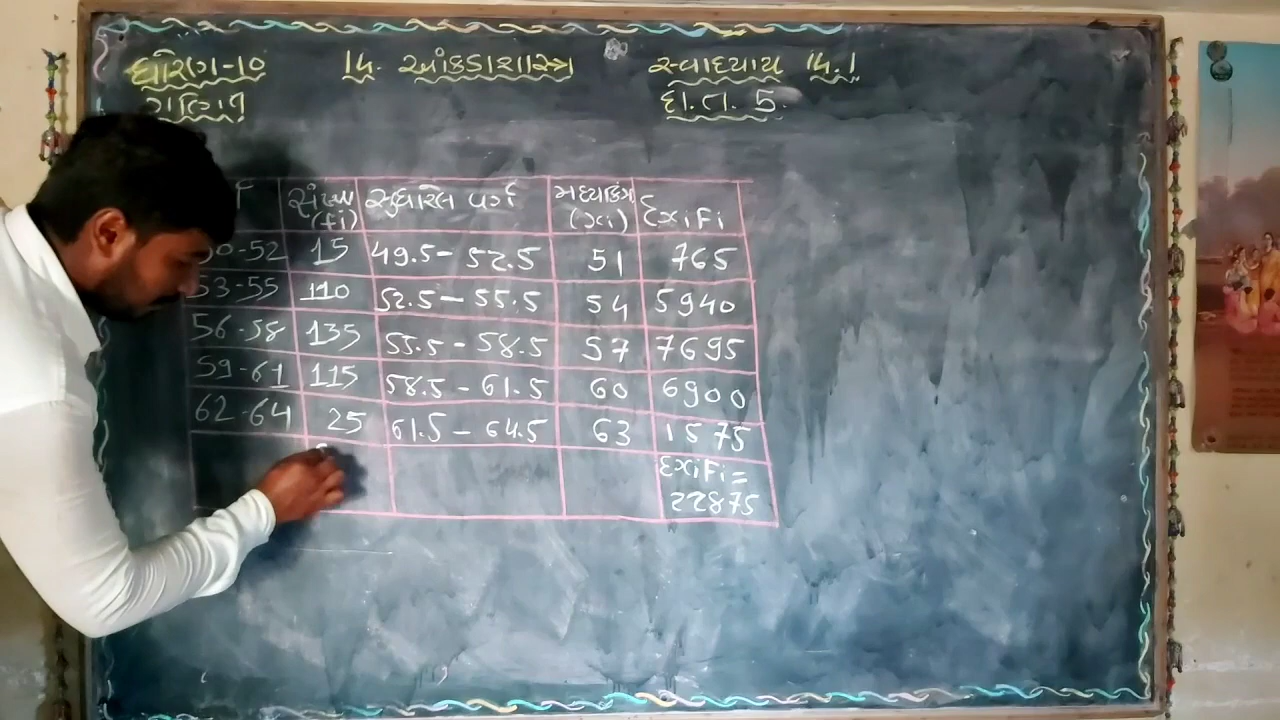 ધોરણ-10 14. આંકડાશાસ્ત્ર સ્વાધ્યાય 14.1
ગણિત દા.ત. 5.
સંખ્યા સુધારેલ વર્ગ મધ્યકિંમત Σxifi
(fi) (xi)
50-52 15 49.5-52.5 51 765
53-55 110 52.5-55.5 54 5940
56-58 135 55.5-58.5 57 7695
59-61 115 58.5-61.5 60 6900
62-64 25 61.5-64.5 63 1575
Σxifi=
22875